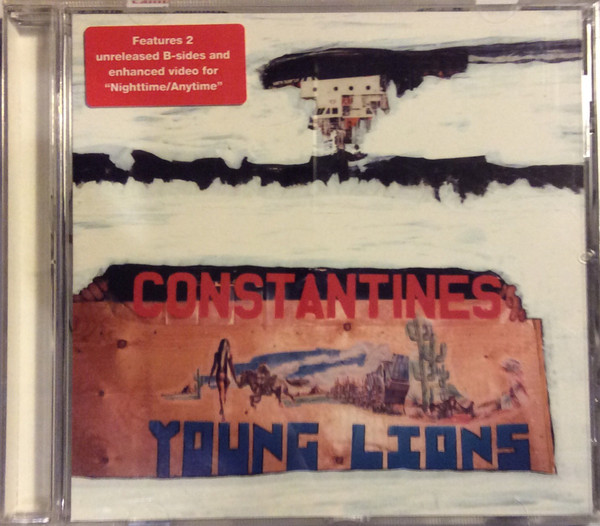 Features 2
unreleased B-sides and
enhanced video for
"Nighttime/Anytime"
CONSTANTINES
YOUNG LIONS